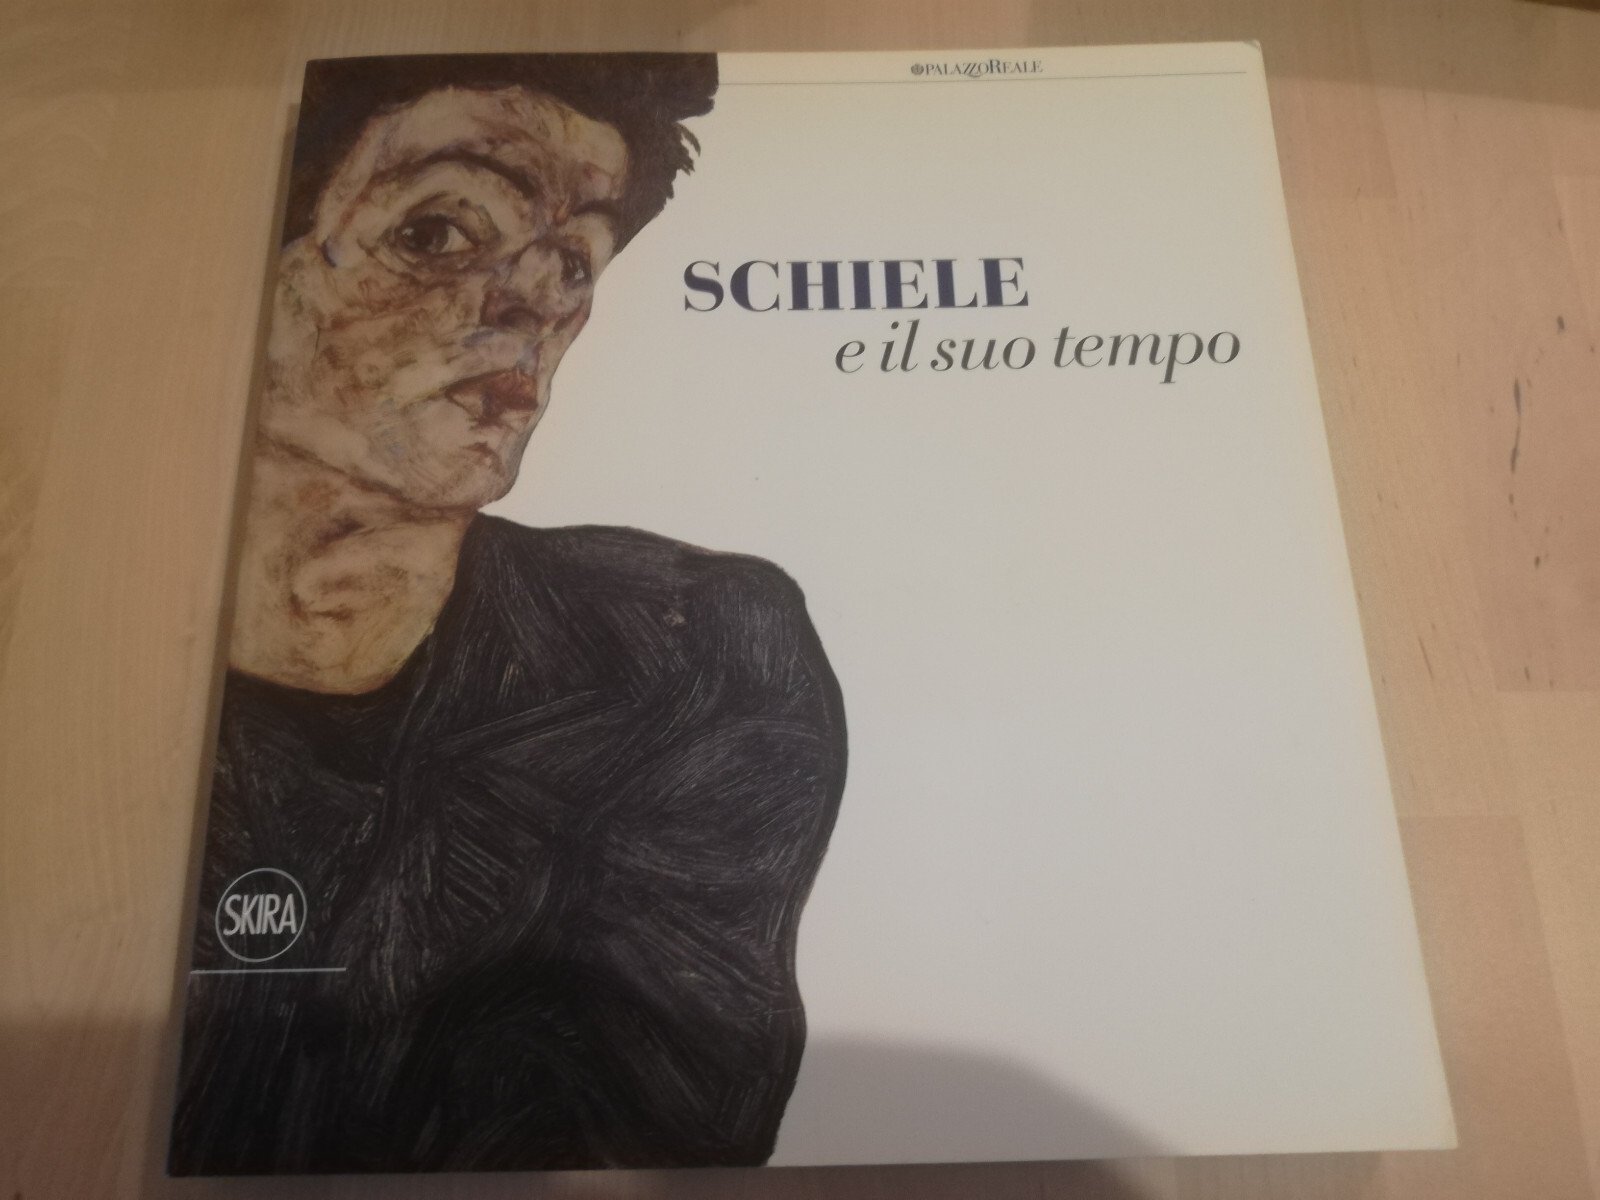 PALAZZOREALE
SCHIELE
e il suo tempo
SKIRA